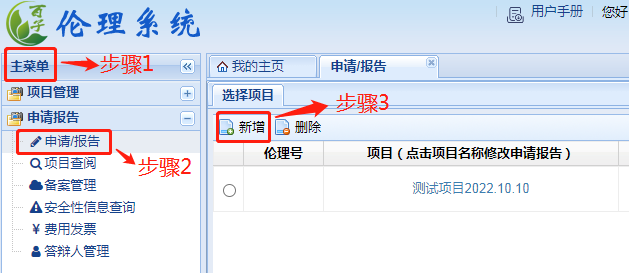 百子 伦理系统
用户手册 您好
主菜单 步骤1
我的主页 申请/报告
项目管理
选择项目
申请报告
步骤3
新增 删除
申请/报告
步骤2
伦理号 项目（点击项目名称修改申请报告）
项目查阅
备案管理
测试项目2022.10.10
安全性信息查询
费用发票
答辩人管理